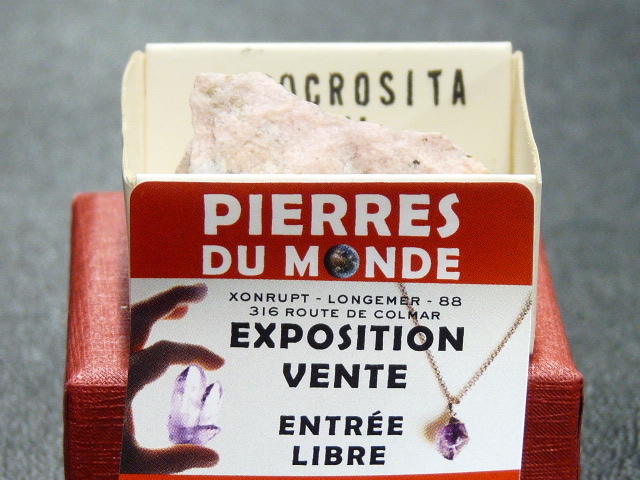 OCROSITA
PIERRES
DU MONDE
XONRUPT - LONGEMER - 88
316 ROUTE DE COLMAR
EXPOSITION
VENTE
ENTRÉE
LIBRE